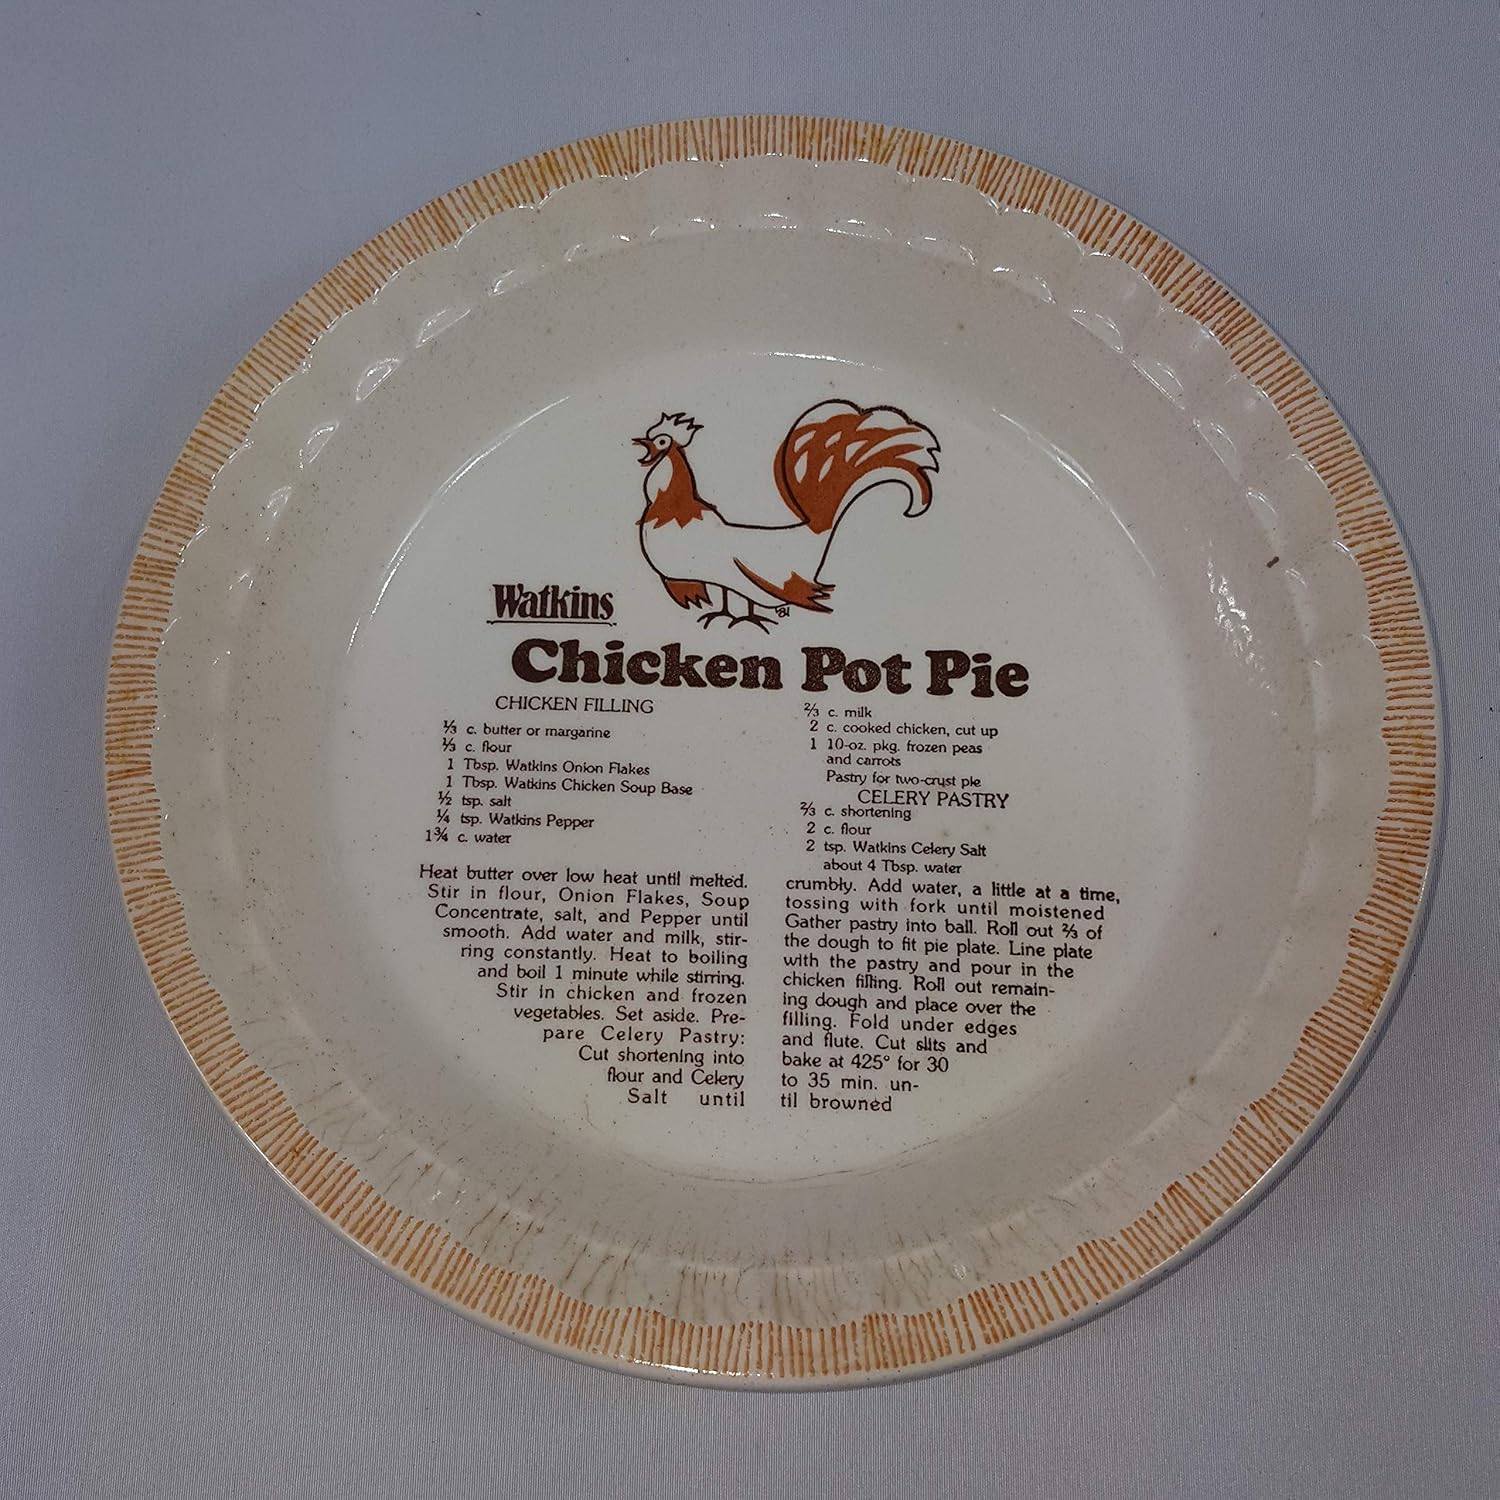 Watkins
Chicken Pot Pie
CHICKEN FILLING
⅓ c. butter or margarine
⅓ c. flour
1 Tbsp. Watkins Onion Flakes
1 Tbsp. Watkins Chicken Soup Base
½ tsp. salt
¼ tsp. Watkins Pepper
1¾ c. water
⅔ c. milk
2 c. cooked chicken, cut up
1 10-oz. pkg. frozen peas
and carrots
Pastry for two-crust pie
CELERY PASTRY
⅔ c. shortening
2 c. flour
2 tsp. Watkins Celery Salt
about 4 Tbsp. water
Heat butter over low heat until melted.
Stir in flour, Onion Flakes, Soup
Concentrate, salt, and Pepper until
smooth. Add water and milk, stir-
ring constantly. Heat to boiling
and boil 1 minute while stirring.
Stir in chicken and frozen
vegetables. Set aside. Pre-
pare Celery Pastry:
Cut shortening into
flour and Celery
Salt until
crumbly. Add water, a little at a time,
tossing with fork until moistened
Gather pastry into ball. Roll out ⅔ of
the dough to fit pie plate. Line plate
with the pastry and pour in the
chicken filling. Roll out remain-
ing dough and place over the
filling. Fold under edges
and flute. Cut slits and
bake at 425° for 30
to 35 min. un-
til browned